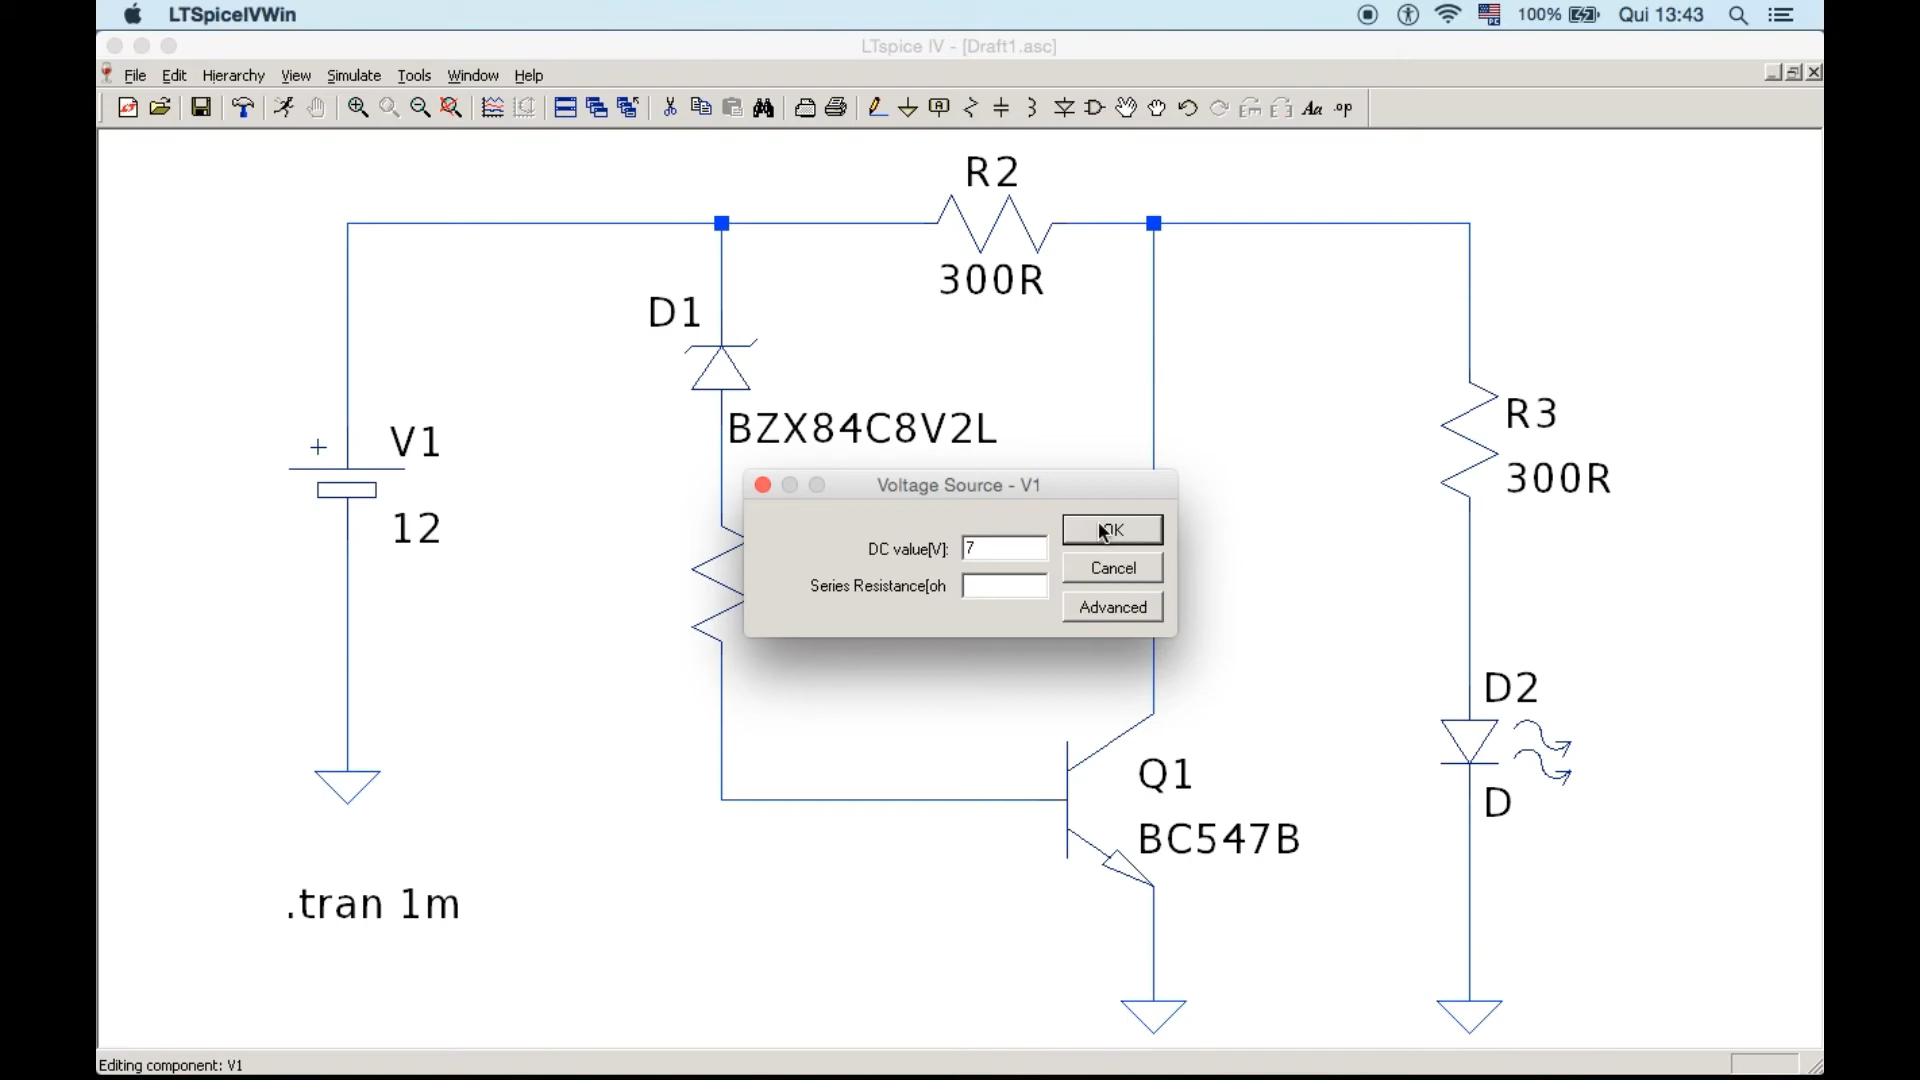 LTSpiceIVWin
100%
Qui 13:43
LTspice IV - [Draft1.asc]
File Edit Hierarchy View Simulate Tools Window Help
Aa .op
R2
300R
D1
BZX84C8V2L
V1
12
R3
300R
Voltage Source - V1
DC value[V]: 7
OK
Series Resistance[oh
Cancel
Advanced
D2
D
Q1
BC547B
.tran 1m
Editing component: V1